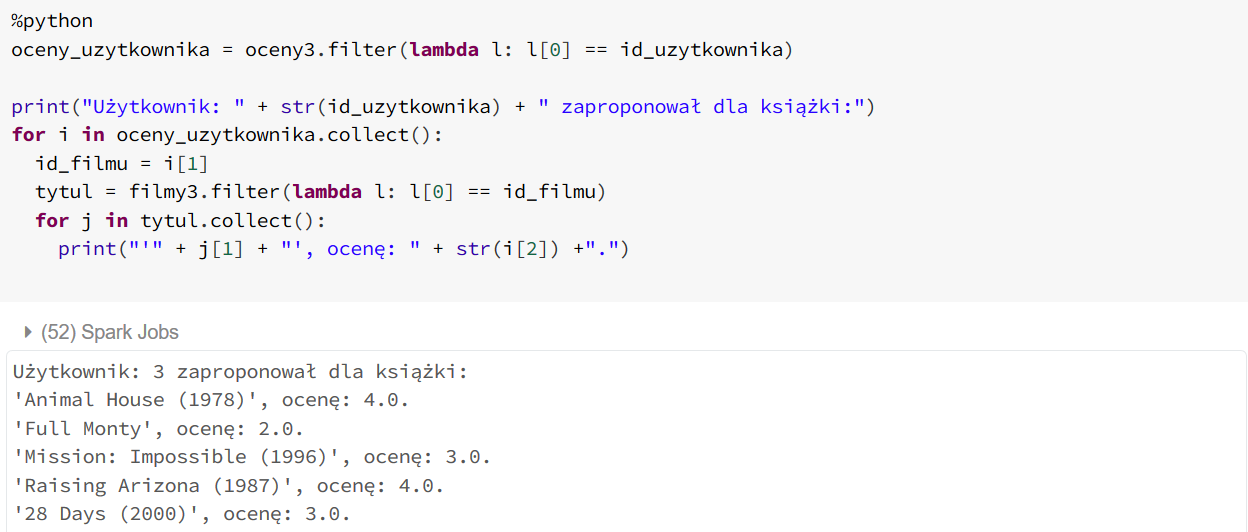 %python
oceny_uzytkownika = oceny3.filter(lambda l: l[0] == id_uzytkownika)
print("Użytkownik: " + str(id_uzytkownika) + " zaproponował dla książki:")
for i in oceny_uzytkownika.collect():
  id_filmu = i[1]
  tytul = filmy3.filter(lambda l: l[0] == id_filmu)
  for j in tytul.collect():
    print("'" + j[1] + "', ocenę: " + str(i[2]) +".")
(52) Spark Jobs
Użytkownik: 3 zaproponował dla książki:
'Animal House (1978)', ocenę: 4.0.
'Full Monty', ocenę: 2.0.
'Mission: Impossible (1996)', ocenę: 3.0.
'Raising Arizona (1987)', ocenę: 4.0.
'28 Days (2000)', ocenę: 3.0.